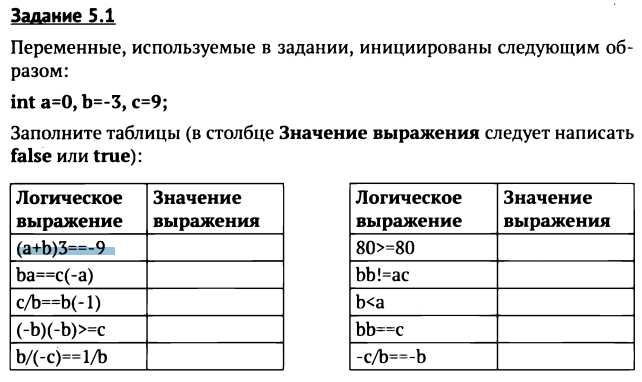 Задание 5.1
Переменные, используемые в задании, инициированы следующим об-
разом:
int a=0, b=-3, c=9;
Заполните таблицы (в столбце Значение выражения следует написать
false или true):
Логическое выражение
Значение выражения
(a+b)3==-9
ba==c(-a)
c/b==b(-1)
(-b)(-b)>=c
b/(-c)==1/b
Логическое выражение
Значение выражения
80>=80
bb!=ac
b<a
bb==c
-c/b==-b